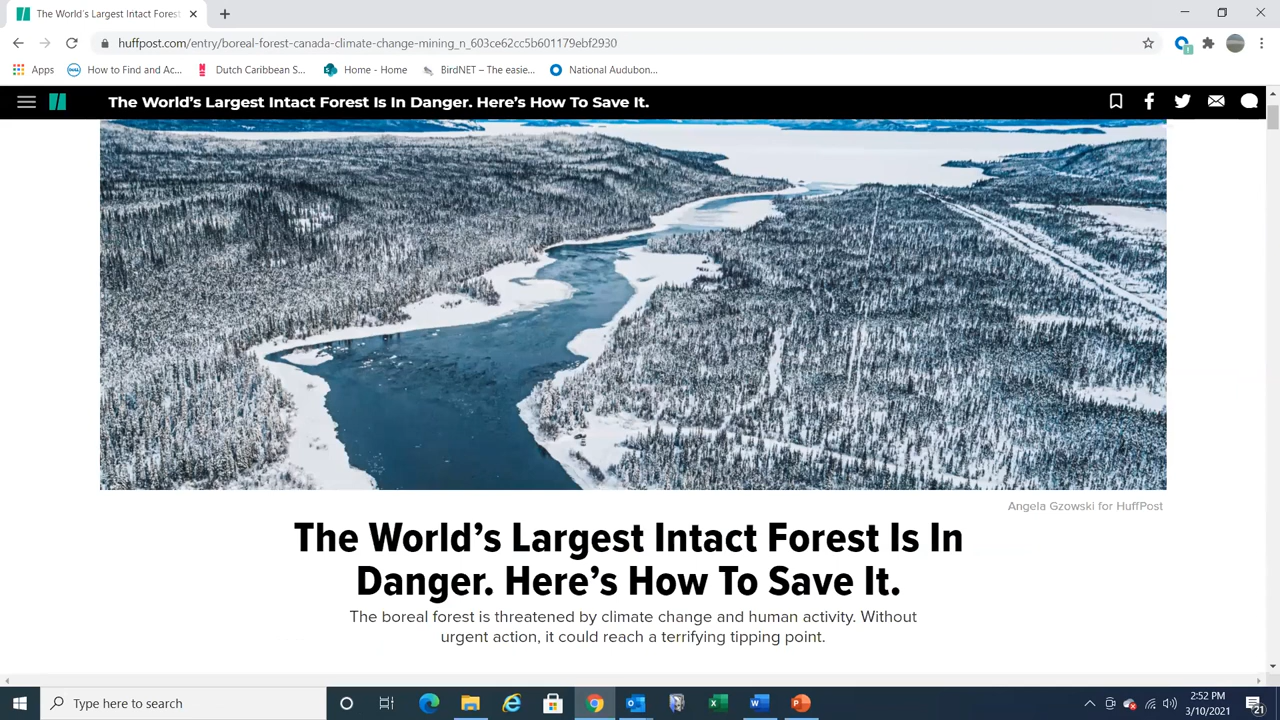 The World's Largest Intact Forest
huffpost.com/entry/boreal-forest-canada-climate-change-mining_n_603ce62cc5b601179ebf2930
Apps How to Find and Ac... Dutch Caribbean S... Home - Home BirdNET – The easie... National Audubon...
The World’s Largest Intact Forest Is In Danger. Here’s How To Save It.
Angela Gzowski for HuffPost
The World’s Largest Intact Forest Is In
Danger. Here’s How To Save It.
The boreal forest is threatened by climate change and human activity. Without
urgent action, it could reach a terrifying tipping point.
Type here to search
2:52 PM
3/10/2021
21